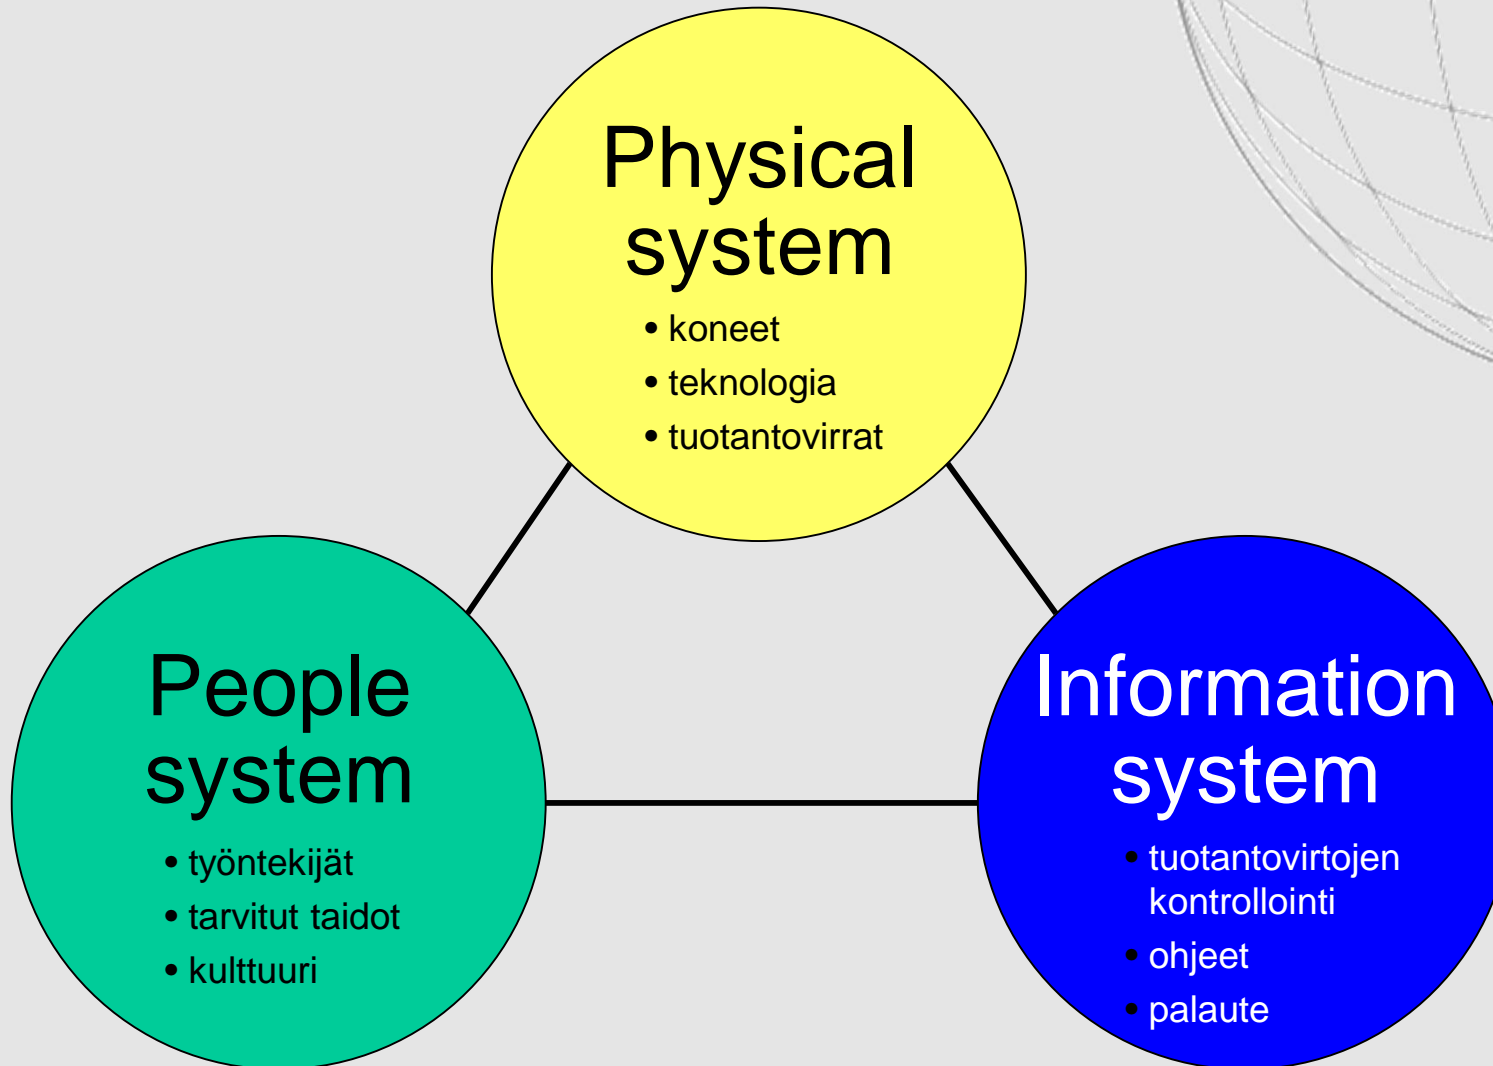 Physical
system
• koneet
• teknologia
• tuotantovirrat
People
system
• työntekijät
• tarvitut taidot
• kulttuuri
Information
system
• tuotantovirtojen
kontrollointi
• ohjeet
• palaute